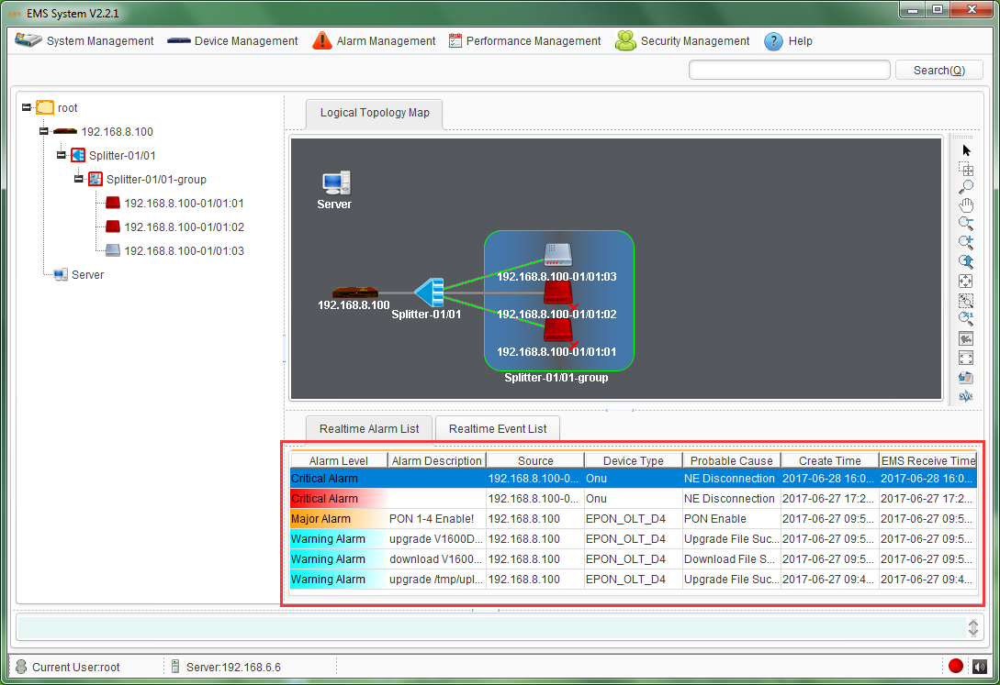 EMS System V2.2.1
System Management Device Management Alarm Management Performance Management Security Management ? Help
Search(Q)
root
192.168.8.100
Splitter-01/01
Splitter-01/01-group
192.168.8.100-01/01:01
192.168.8.100-01/01:02
192.168.8.100-01/01:03
Server
Logical Topology Map
Server
192.168.8.100-01/01:03
192.168.8.100
Splitter-01/01
192.168.8.100-01/01:02
192.168.8.100-01/01:01
Splitter-01/01-group
Realtime Alarm List Realtime Event List
Alarm Level Alarm Description Source Device Type Probable Cause Create Time EMS Receive Time
Critical Alarm 192.168.8.100-0... Onu NE Disconnection 2017-06-28 16:0... 2017-06-28 16:0...
Critical Alarm 192.168.8.100-0... Onu NE Disconnection 2017-06-27 17:2... 2017-06-27 17:2...
Major Alarm PON 1-4 Enable! 192.168.8.100 EPON_OLT_D4 PON Enable 2017-06-27 09:5... 2017-06-27 09:5...
Warning Alarm upgrade V1600D... 192.168.8.100 EPON_OLT_D4 Upgrade File Suc... 2017-06-27 09:5... 2017-06-27 09:5...
Warning Alarm download V1600... 192.168.8.100 EPON_OLT_D4 Download File S... 2017-06-27 09:5... 2017-06-27 09:5...
Warning Alarm upgrade /tmp/upl... 192.168.8.100 EPON_OLT_D4 Upgrade File Suc... 2017-06-27 09:4... 2017-06-27 09:4...
Current User:root Server:192.168.6.6